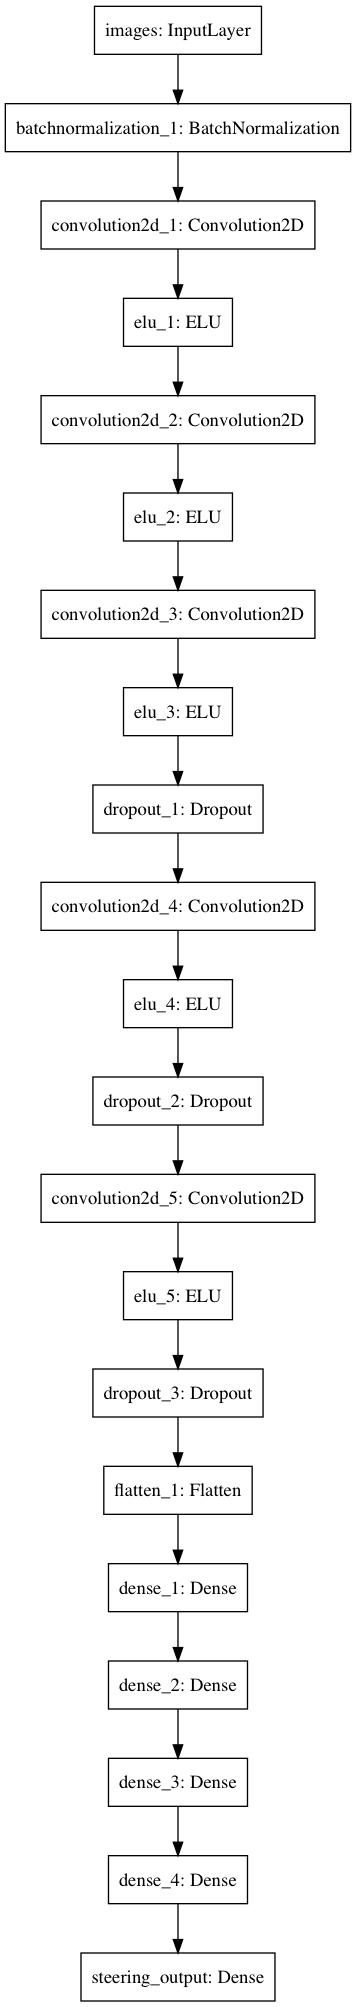 images: InputLayer
batchnormalization_1: BatchNormalization
convolution2d_1: Convolution2D
elu_1: ELU
convolution2d_2: Convolution2D
elu_2: ELU
convolution2d_3: Convolution2D
elu_3: ELU
dropout_1: Dropout
convolution2d_4: Convolution2D
elu_4: ELU
dropout_2: Dropout
convolution2d_5: Convolution2D
elu_5: ELU
dropout_3: Dropout
flatten_1: Flatten
dense_1: Dense
dense_2: Dense
dense_3: Dense
dense_4: Dense
steering_output: Dense